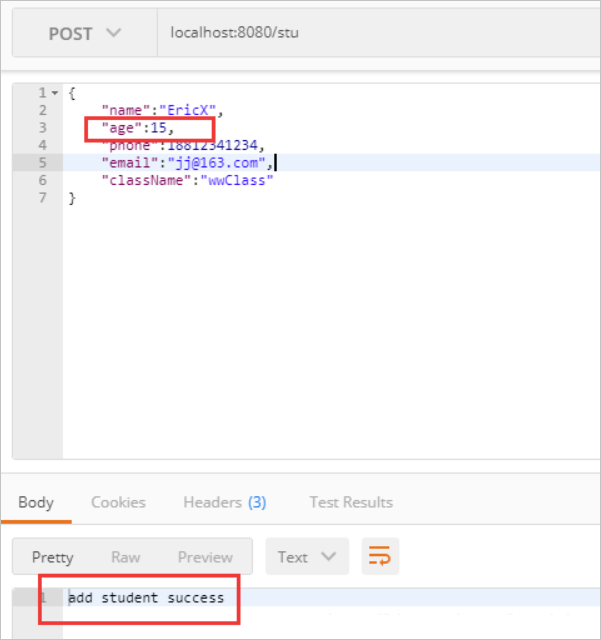 POST localhost:8080/stu
1 {
2 "name":"EricX",
3 "age":15,
4 "phone":18812341234,
5 "email":"jj@163.com",
6 "className":"wwClass"
7 }
Body Cookies Headers (3) Test Results
Pretty Raw Preview Text
1 add student success